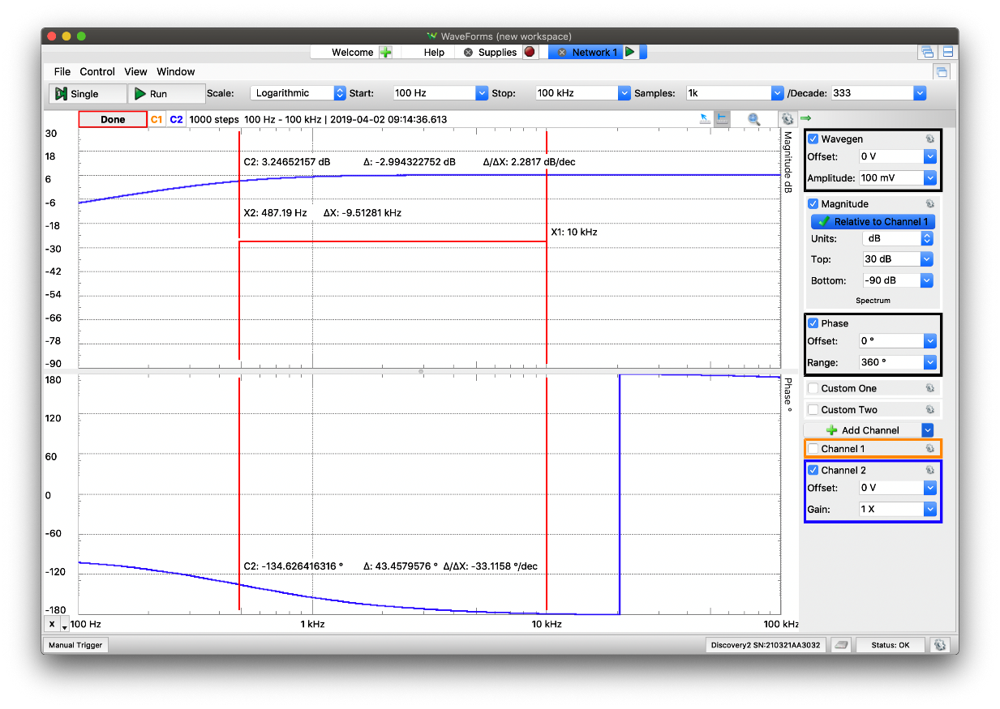 WaveForms (new workspace)
Welcome Help Supplies Network 1
File Control View Window
Single Run Scale: Logarithmic Start: 100 Hz Stop: 100 kHz Samples: 1k /Decade: 333
Done C1 C2 1000 steps 100 Hz - 100 kHz | 2019-04-02 09:14:36.613
30
18
6
-6
-18
-30
-42
-54
-66
-78
-90
C2: 3.24652157 dB Δ: -2.994322752 dB Δ/ΔX: 2.2817 dB/dec
X2: 487.19 Hz ΔX: -9.51281 kHz
X1: 10 kHz
Magnitude dB
180
120
60
0
-60
-120
-180
C2: -134.626416316 ° Δ: 43.4579576 ° Δ/ΔX: -33.1158 °/dec
Phase °
X 100 Hz 1 kHz 10 kHz 100 kHz
Wavegen
Offset: 0 V
Amplitude: 100 mV
Magnitude
Relative to Channel 1
Units: dB
Top: 30 dB
Bottom: -90 dB
Spectrum
Phase
Offset: 0 °
Range: 360 °
Custom One
Custom Two
Add Channel
Channel 1
Channel 2
Offset: 0 V
Gain: 1 X
Manual Trigger Discovery2 SN:210321AA3032 Status: OK